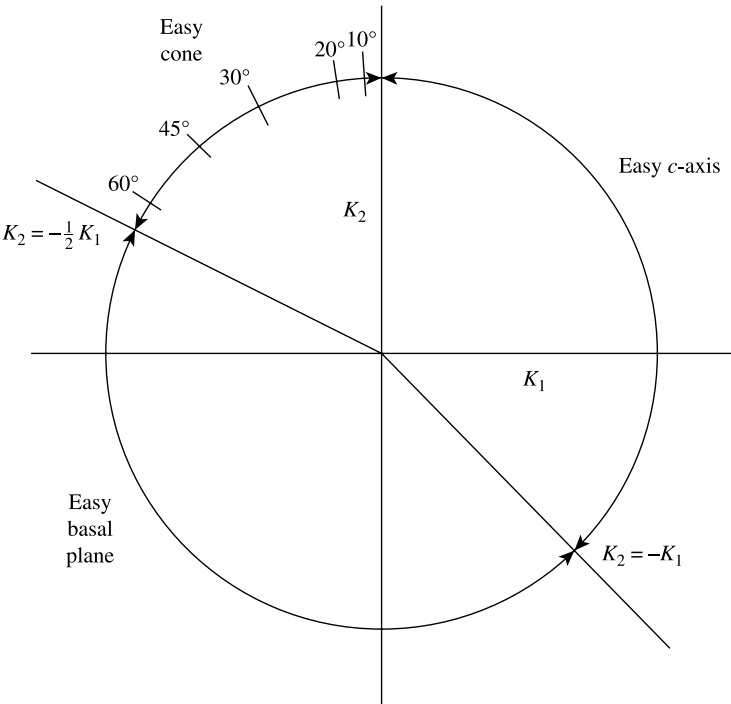 Easy
cone
20° 10°
30°
45°
60°
Easy c-axis
K₂
K₂ = −½ K₁
K₁
Easy
basal
plane
K₂ = −K₁